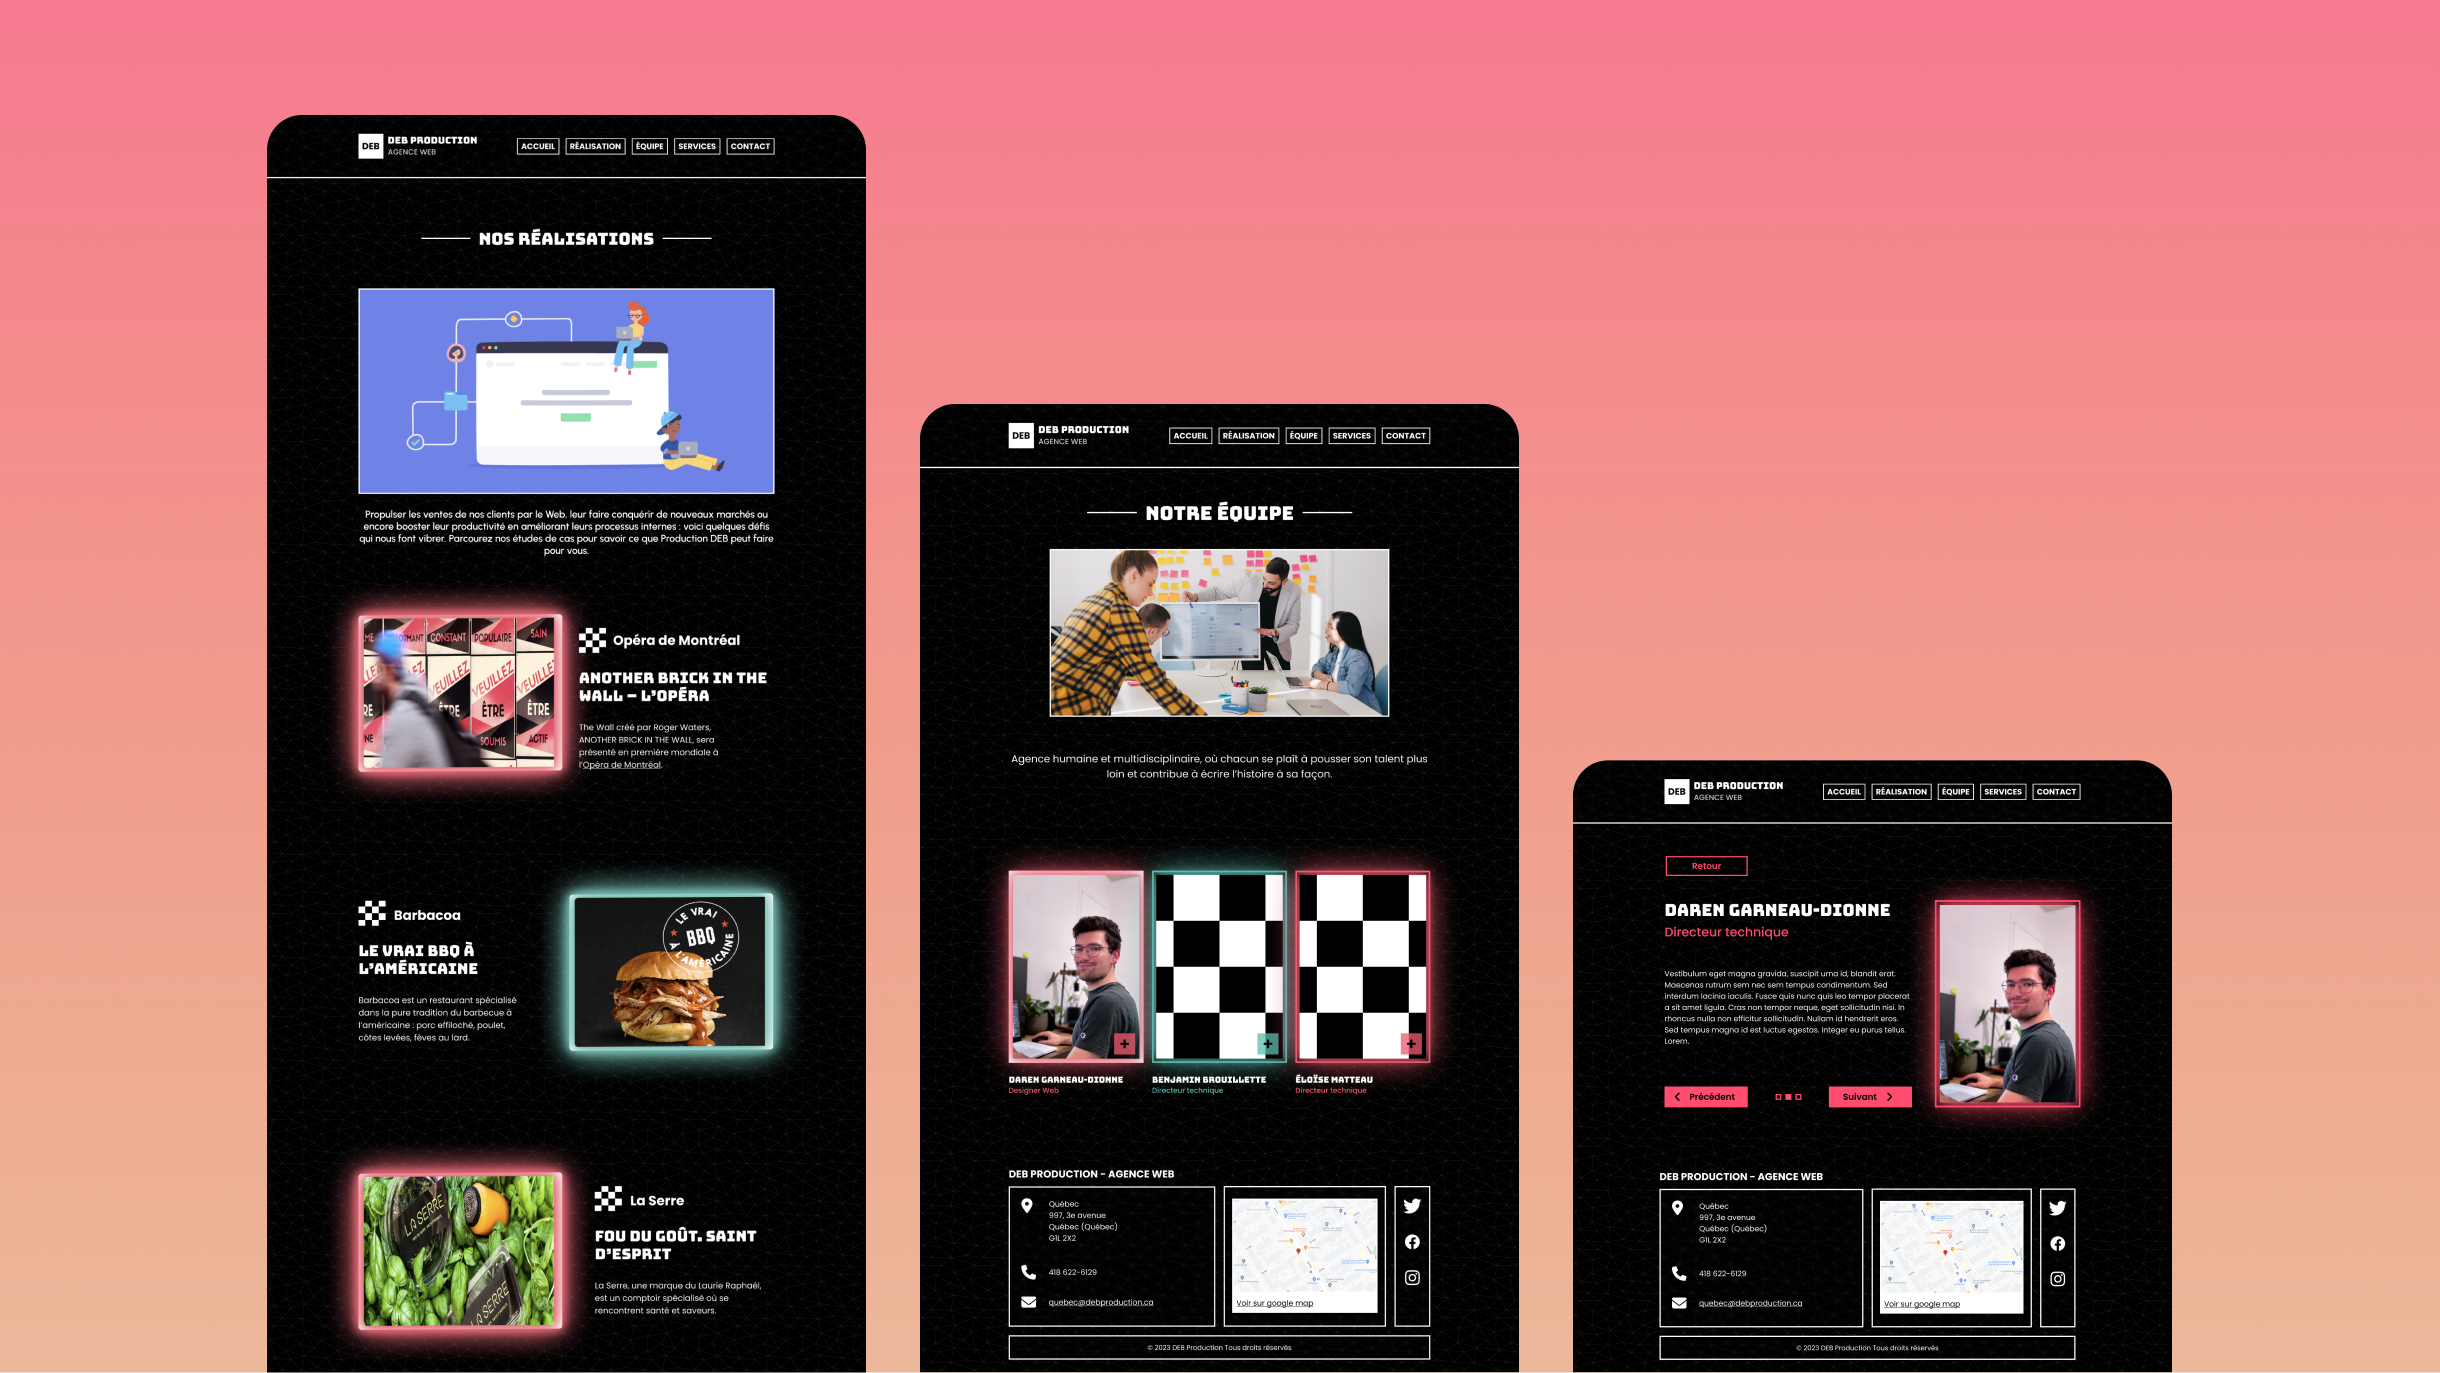 DEB
DEB PRODUCTION
AGENCE WEB
ACCUEIL
RÉALISATION
ÉQUIPE
SERVICES
CONTACT
NOS RÉALISATIONS
Propulser les ventes de nos clients par le Web, leur faire conquérir de nouveaux marchés ou
encore booster leur productivité en améliorant leurs processus internes : voici quelques défis
qui nous font vibrer. Parcourez nos études de cas pour savoir ce que Production DEB peut faire
pour vous.
CONSTANT
POPULAIRE
SAIN
VEUILLEZ
VEUILLEZ
VEUILLEZ
ÊTRE
ÊTRE
ÊTRE
SOUMIS
ACTIF
Opéra de Montréal
ANOTHER BRICK IN THE
WALL – L'OPÉRA
The Wall créé par Roger Waters,
ANOTHER BRICK IN THE WALL, sera
présenté en première mondiale à
l'Opéra de Montréal.
Barbacoa
LE VRAI BBQ À
L'AMÉRICAINE
Barbacoa est un restaurant spécialisé
dans la pure tradition du barbecue à
l'américaine : porc effiloché, poulet,
côtes levées, fèves au lard.
LE VRAI
BBQ
À L'AMÉRICAINE
LA SERRE
LA SERRE
La Serre
FOU DU GOÛT. SAINT
D'ESPRIT
La Serre, une marque du Laurie Raphaël,
est un comptoir spécialisé où se
rencontrent santé et saveurs.
DEB
DEB PRODUCTION
AGENCE WEB
ACCUEIL
RÉALISATION
ÉQUIPE
SERVICES
CONTACT
NOTRE ÉQUIPE
Agence humaine et multidisciplinaire, où chacun se plaît à pousser son talent plus
loin et contribue à écrire l'histoire à sa façon.
DAREN GARNEAU-DIONNE
Designer Web
BENJAMIN BROUILLETTE
Directeur technique
ÉLOÏSE MATTEAU
Directeur technique
DEB PRODUCTION - AGENCE WEB
Québec
997, 3e avenue
Québec (Québec)
G1L 2X2
418 622-6129
quebec@debproduction.ca
Voir sur google map
© 2023 DEB Production Tous droits réservés
DEB
DEB PRODUCTION
AGENCE WEB
ACCUEIL
RÉALISATION
ÉQUIPE
SERVICES
CONTACT
Retour
DAREN GARNEAU-DIONNE
Directeur technique
Vestibulum eget magna gravida, suscipit urna id, blandit erat.
Maecenas rutrum sem nec sem tempus condimentum. Sed
interdum lacinia iaculis. Fusce quis nunc quis leo tempor placerat
a sit amet ligula. Cras non tempor neque, eget sollicitudin nisi. In
rhoncus nulla non efficitur sollicitudin. Nullam id hendrerit eros.
Sed tempus magna id est luctus egestas. Integer eu purus tellus.
Lorem.
Précédent
Suivant
DEB PRODUCTION - AGENCE WEB
Québec
997, 3e avenue
Québec (Québec)
G1L 2X2
418 622-6129
quebec@debproduction.ca
Voir sur google map
© 2023 DEB Production Tous droits réservés